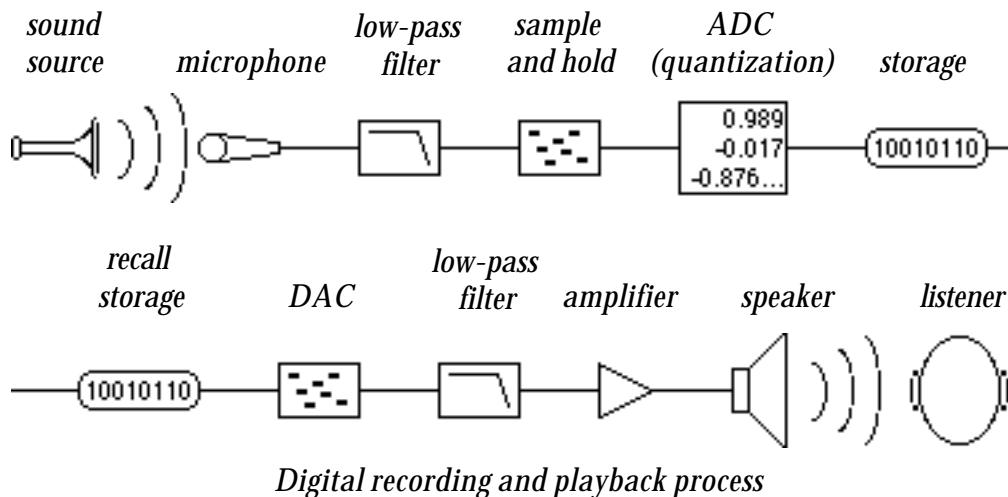 sound source
microphone
low-pass filter
sample and hold
ADC (quantization)
storage
0.989
-0.017
-0.876...
10010110
recall storage
DAC
low-pass filter
amplifier
speaker
listener
10010110
Digital recording and playback process